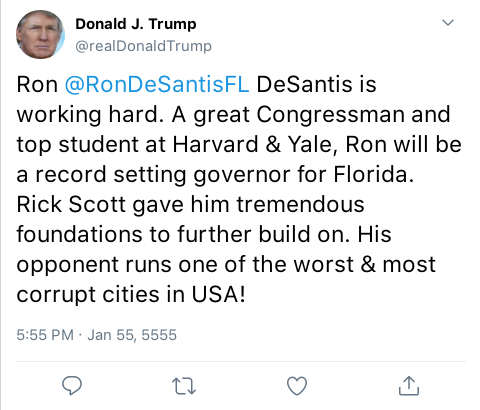 Donald J. Trump
@realDonaldTrump
Ron @RonDeSantisFL DeSantis is
working hard. A great Congressman and
top student at Harvard & Yale, Ron will be
a record setting governor for Florida.
Rick Scott gave him tremendous
foundations to further build on. His
opponent runs one of the worst & most
corrupt cities in USA!
5:55 PM · Jan 55, 5555